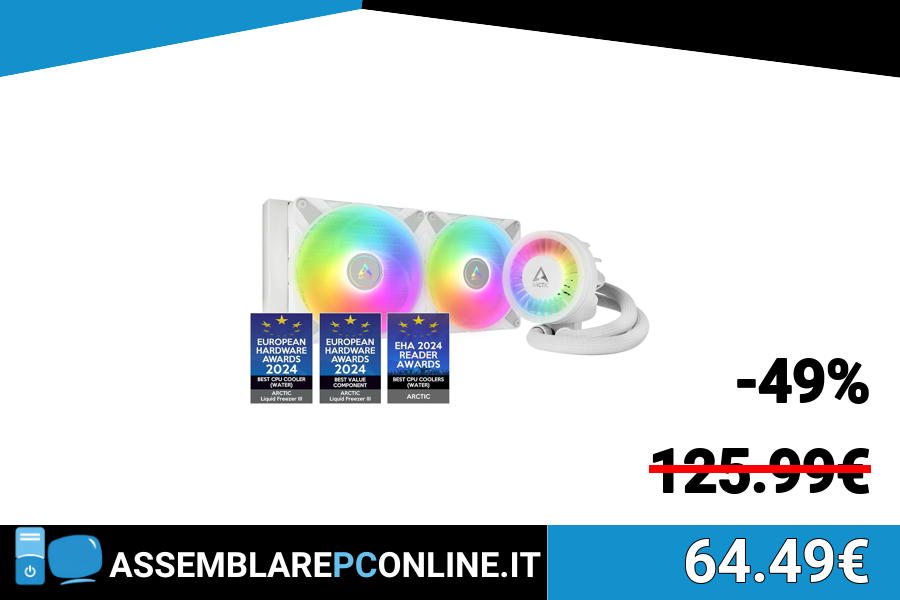 ARCTIC
EUROPEAN
HARDWARE
AWARDS
2024
BEST CPU COOLER
(WATER)
ARCTIC
Liquid Freezer III
EUROPEAN
HARDWARE
AWARDS
2024
BEST VALUE
COMPONENT
ARCTIC
Liquid Freezer III
EHA 2024
READER
AWARDS
BEST CPU COOLERS
(WATER)
ARCTIC
-49%
125.99€
ASSEMBLAREPCONLINE.IT
64.49€